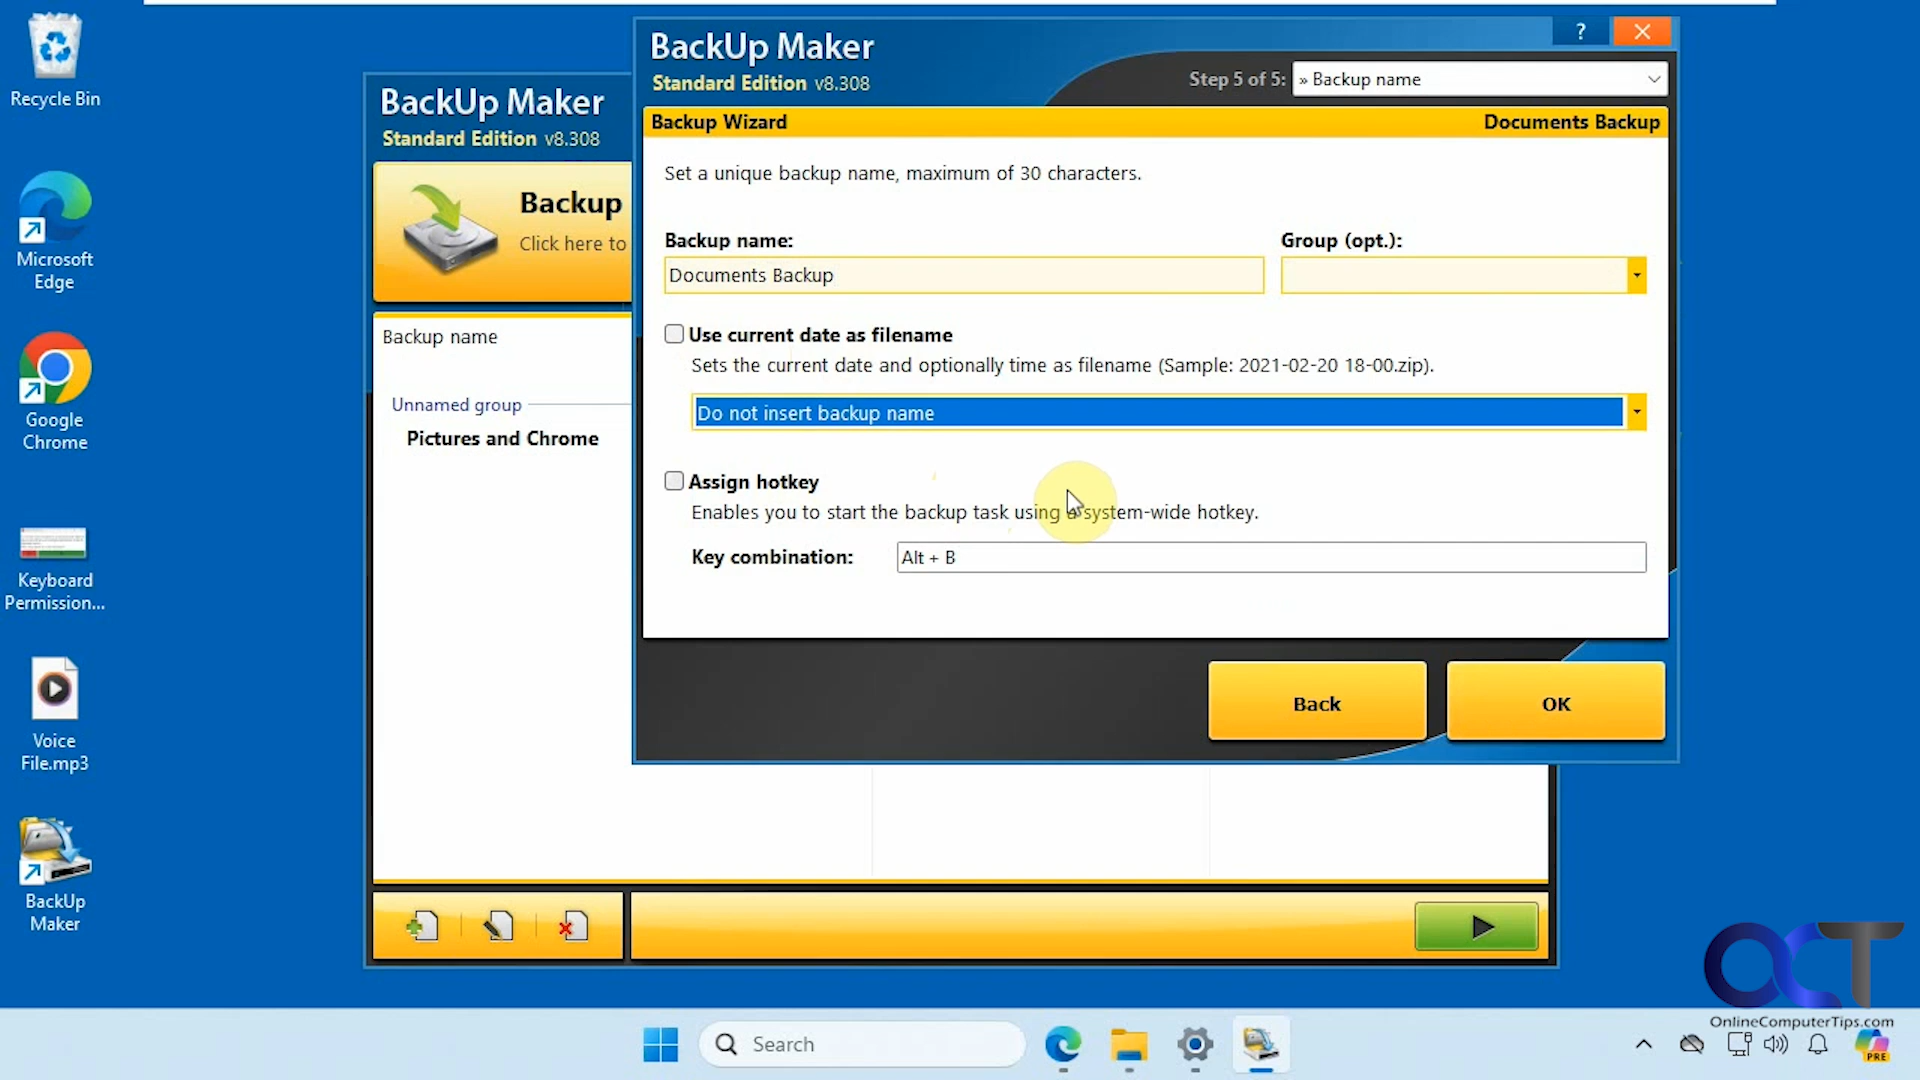 Recycle Bin
Microsoft
Edge
Google
Chrome
Keyboard
Permission...
Voice
File.mp3
BackUp
Maker
BackUp Maker
Standard Edition v8.308
Backup
Click here to
Backup name
Unnamed group
Pictures and Chrome
BackUp Maker
Standard Edition v8.308
?
Step 5 of 5:
» Backup name
Backup Wizard
Documents Backup
Set a unique backup name, maximum of 30 characters.
Backup name:
Group (opt.):
Documents Backup
Use current date as filename
Sets the current date and optionally time as filename (Sample: 2021-02-20 18-00.zip).
Do not insert backup name
Assign hotkey
Enables you to start the backup task using a system-wide hotkey.
Key combination:
Alt + B
Back
OK
OCT
OnlineComputerTips.com
Search
PRE